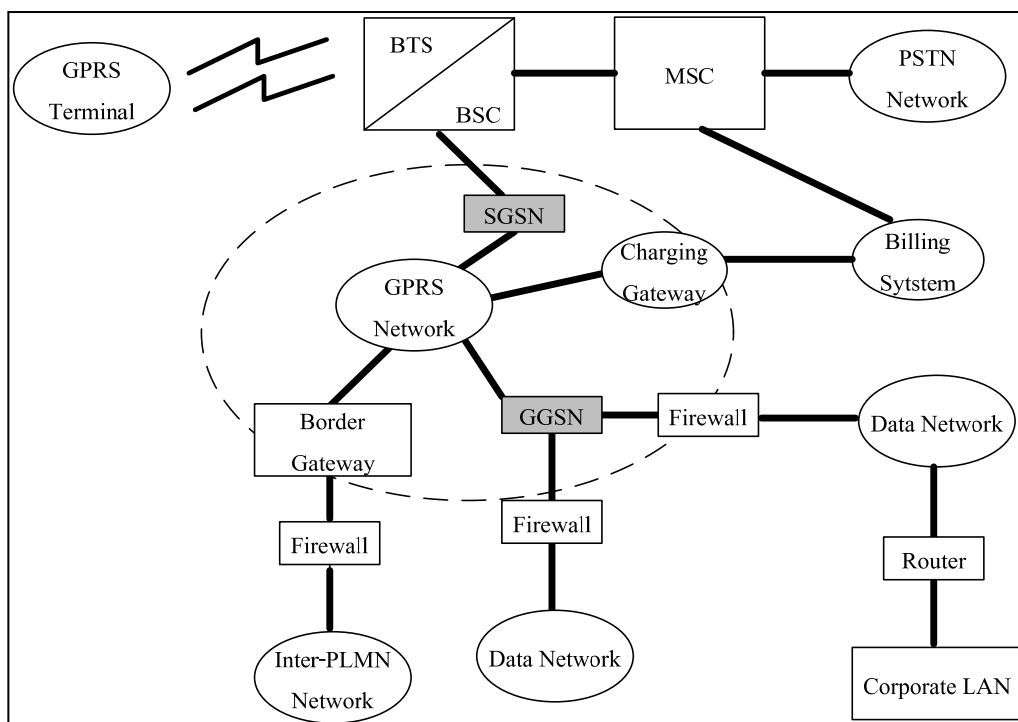 GPRS
Terminal
BTS
BSC
MSC
PSTN
Network
SGSN
Charging
Gateway
Billing
Sytstem
GPRS
Network
Border
Gateway
GGSN
Firewall
Data Network
Firewall
Firewall
Router
Inter-PLMN
Network
Data Network
Corporate LAN